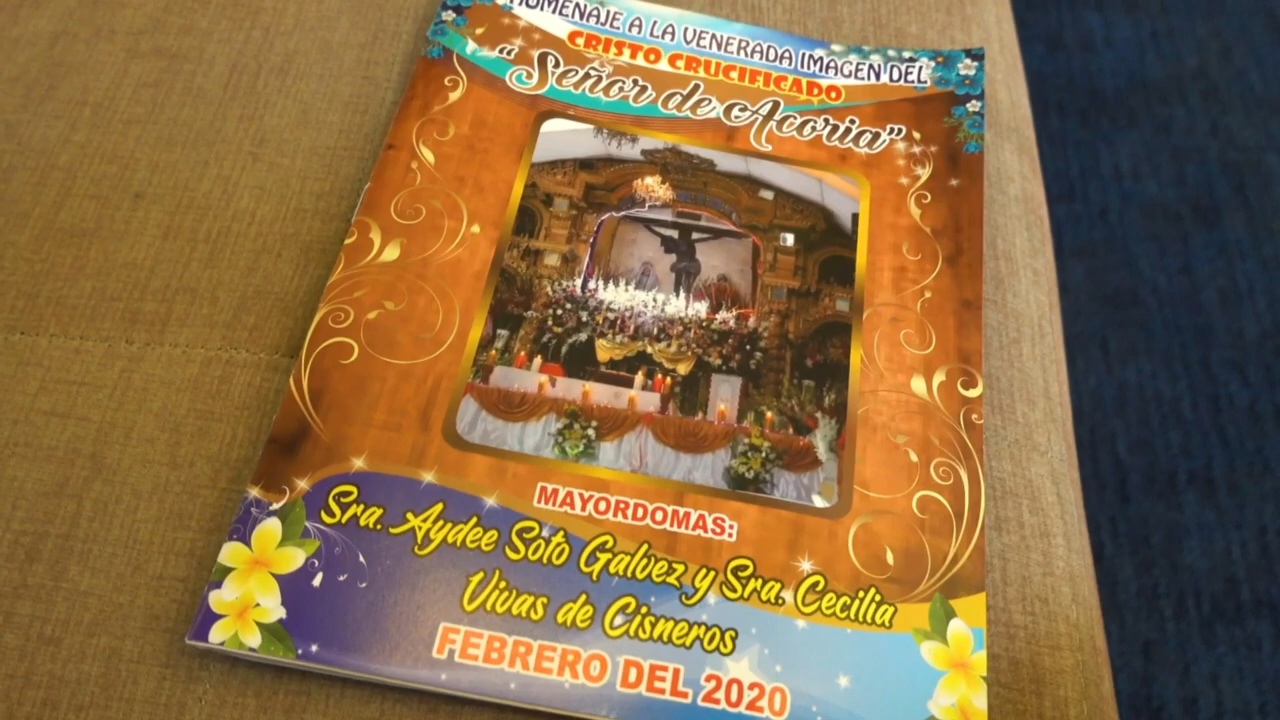 HOMENAJE A LA VENERADA IMAGEN DEL
CRISTO CRUCIFICADO
“Señor de Acoria”
MAYORDOMAS:
Sra. Aydee Soto Galvez y Sra. Cecilia
Vivas de Cisneros
FEBRERO DEL 2020